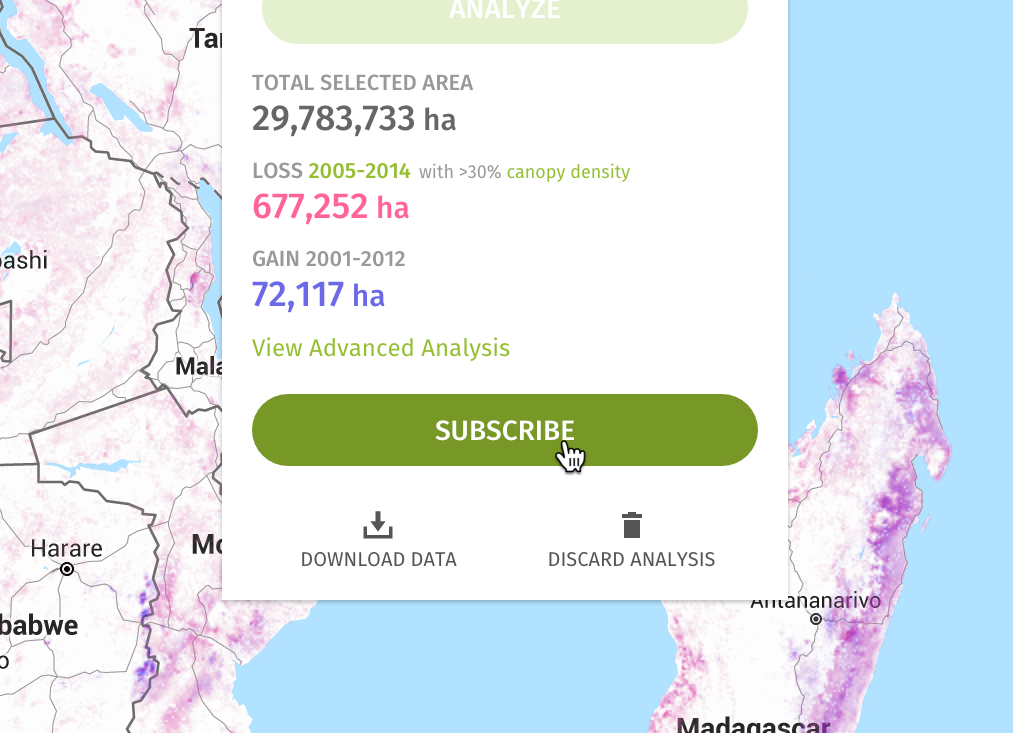 ANALYZE
Tar
TOTAL SELECTED AREA
29,783,733 ha
LOSS 2005-2014 with >30% canopy density
677,252 ha
GAIN 2001-2012
72,117 ha
bashi
View Advanced Analysis
Mala
SUBSCRIBE
DOWNLOAD DATA
DISCARD ANALYSIS
Mo
Harare
Antananarivo
babwe
o
Madagascar